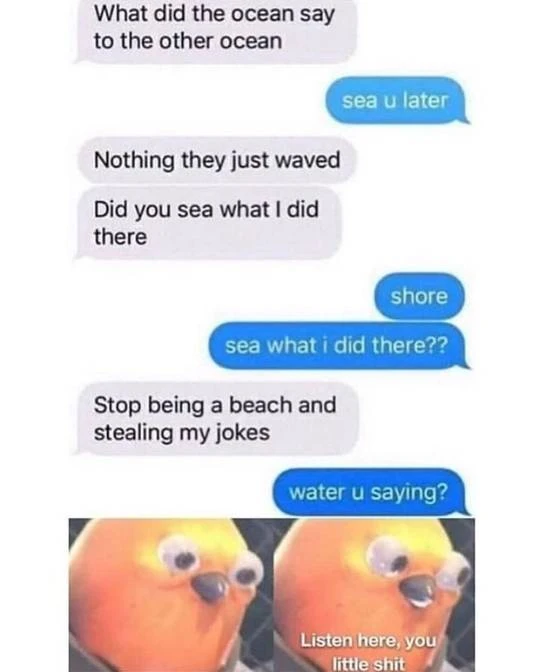 What did the ocean say
to the other ocean
sea u later
Nothing they just waved
Did you sea what I did
there
shore
sea what i did there??
Stop being a beach and
stealing my jokes
water u saying?
Listen here, you
little shit